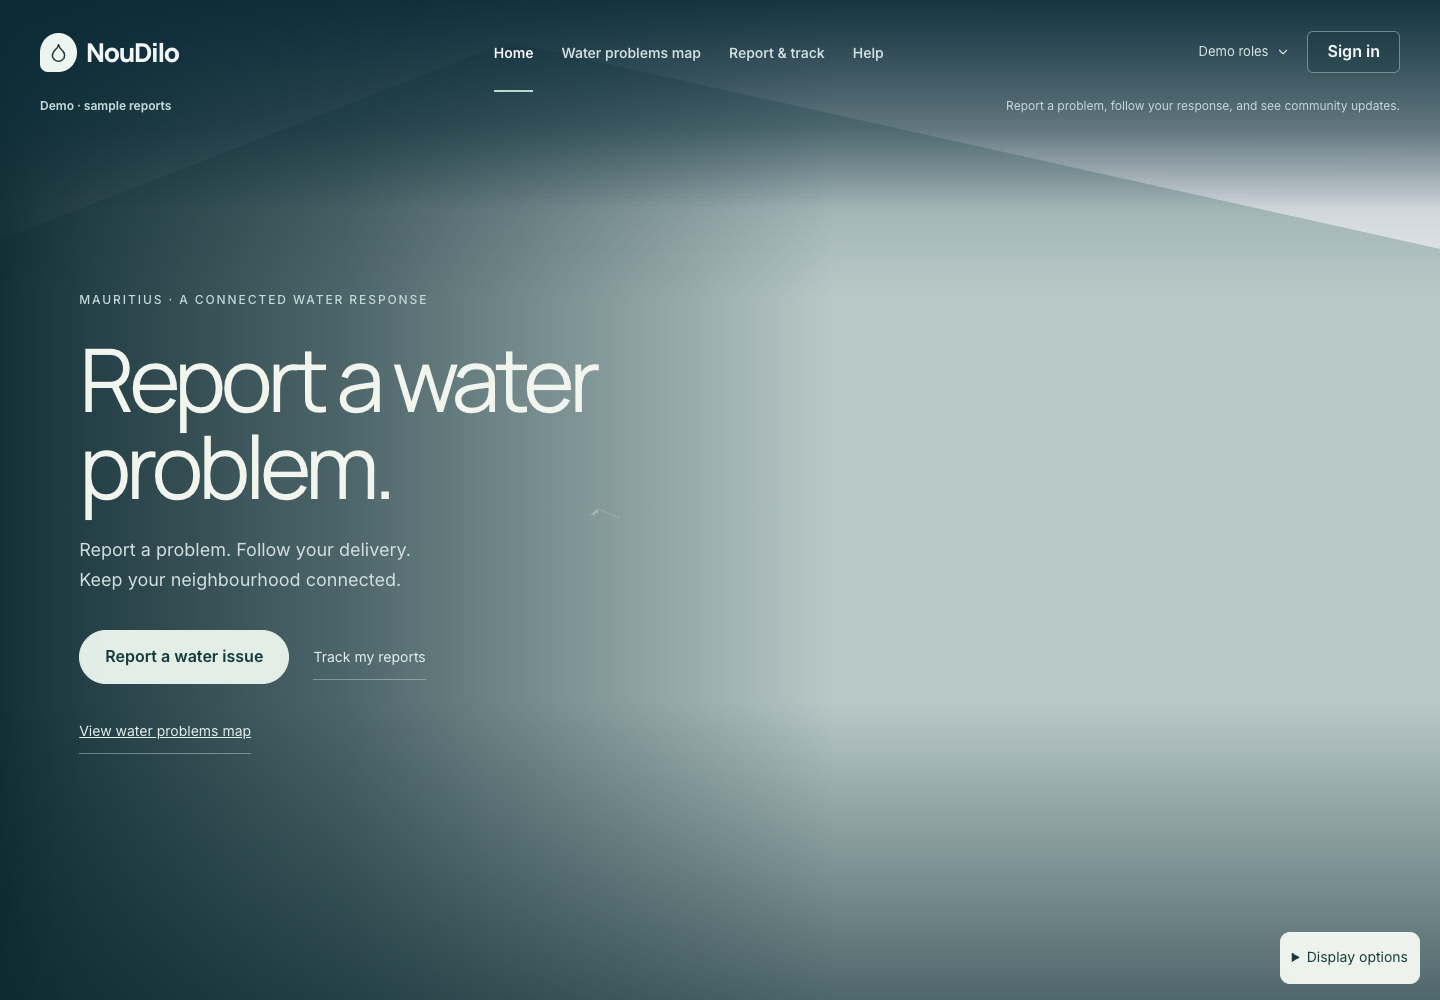 NouDilo
Home
Water problems map
Report & track
Help
Demo roles
Sign in
Demo · sample reports
Report a problem, follow your response, and see community updates.
MAURITIUS · A CONNECTED WATER RESPONSE
Report a water
problem.
Report a problem. Follow your delivery.
Keep your neighbourhood connected.
Report a water issue
Track my reports
View water problems map
Display options